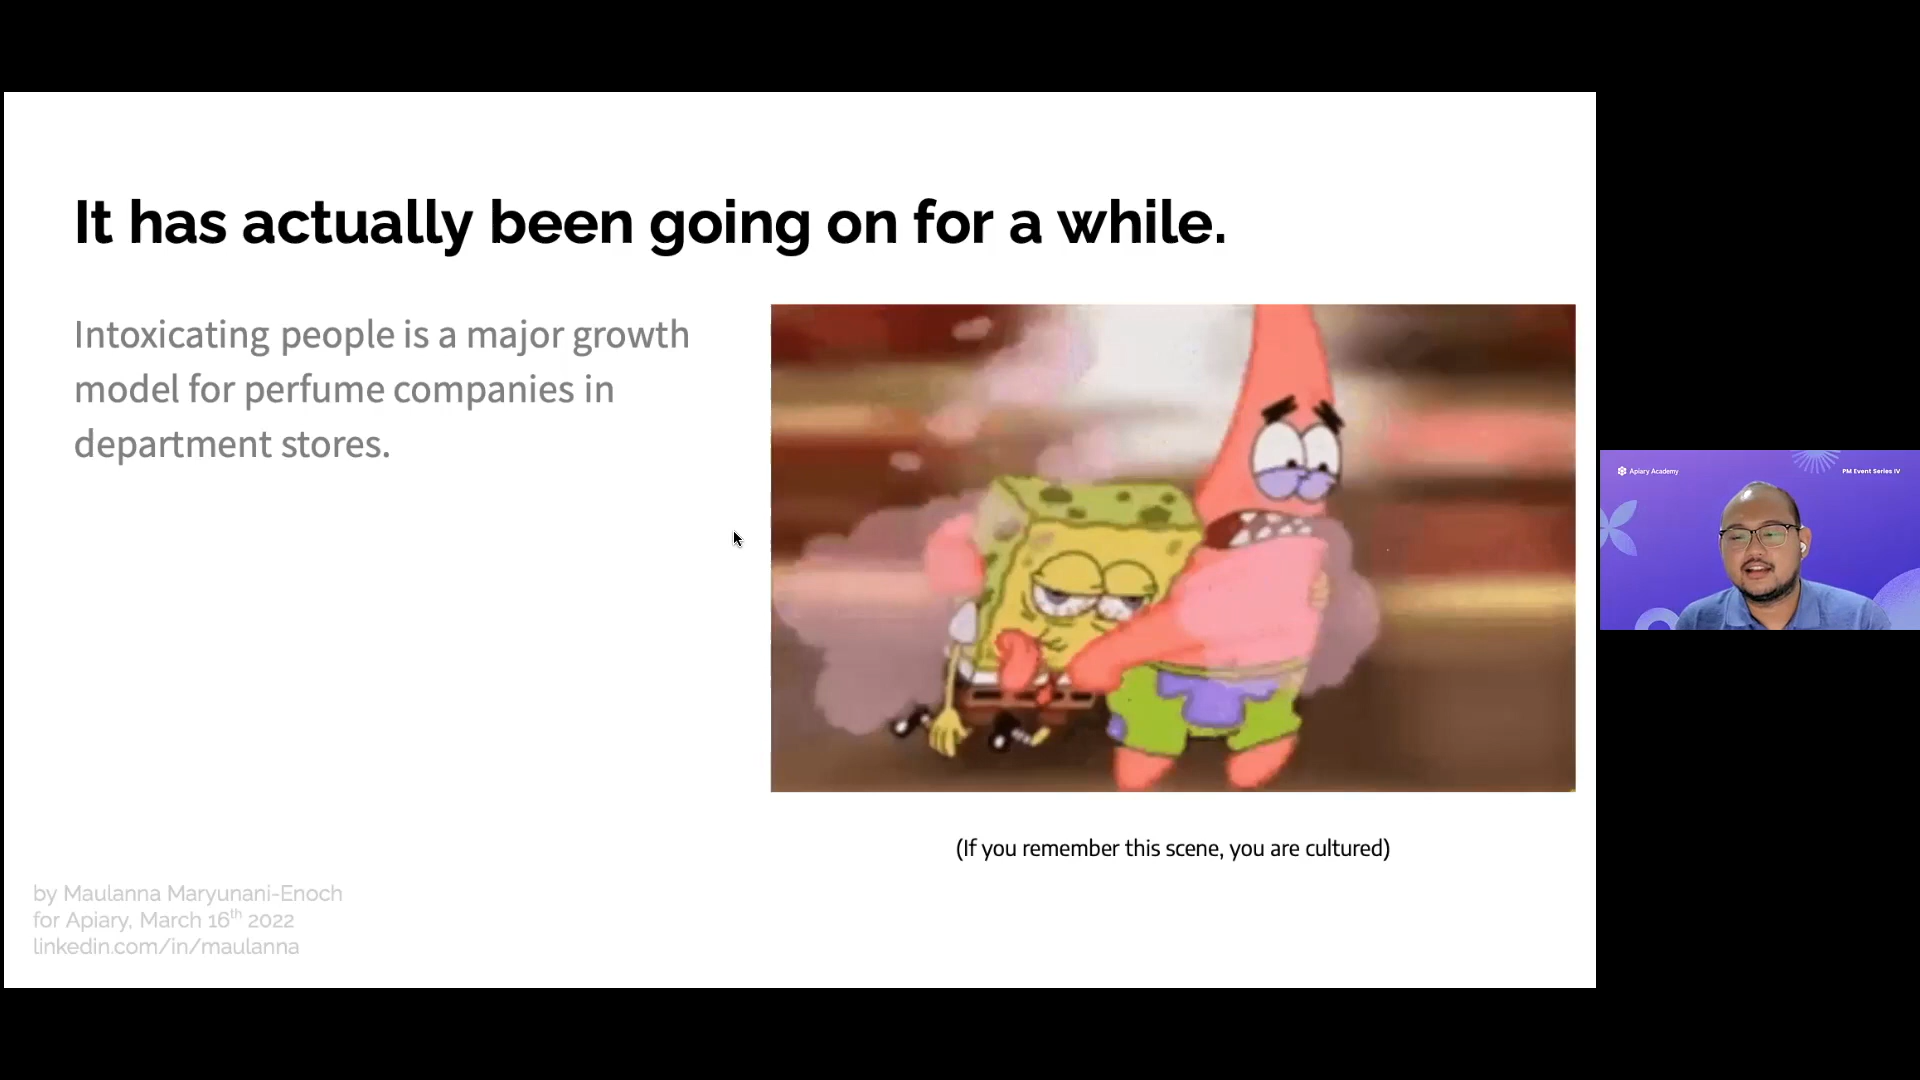 It has actually been going on for a while.
Intoxicating people is a major growth
model for perfume companies in
department stores.
(If you remember this scene, you are cultured)
by Maulanna Maryunani-Enoch
for Apiary, March 16th 2022
linkedin.com/in/maulanna
Apiary Academy
PM Event Series IV